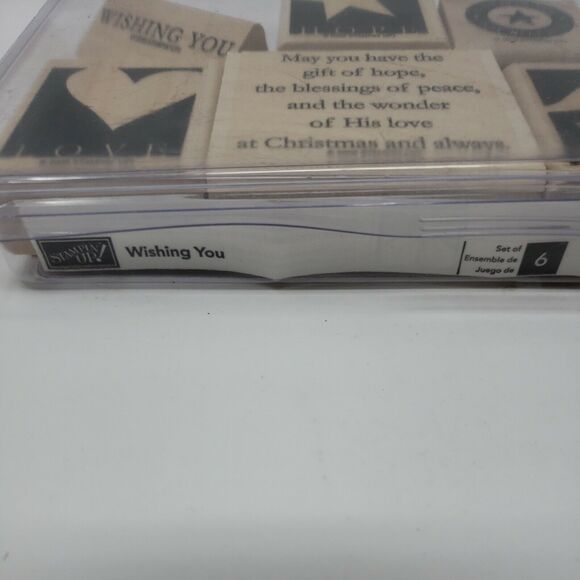 WISHING YOU
HOPE
LOVE
May you have the
gift of hope,
the blessings of peace,
and the wonder
of His love
at Christmas and always.
STAMPIN' UP!
Wishing You
Set of
Ensemble de
Juego de
6